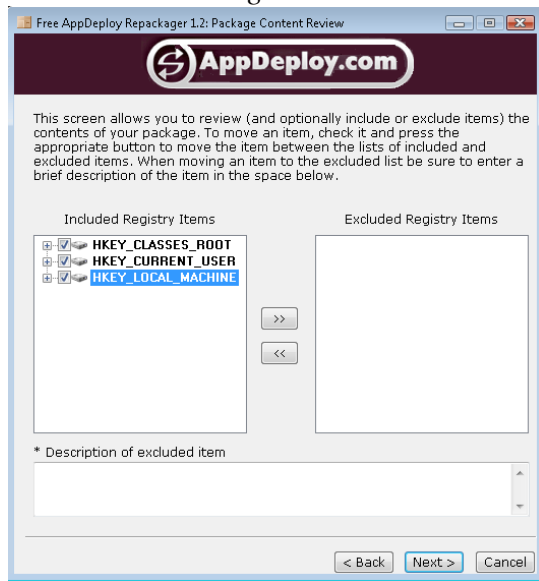 Free AppDeploy Repackager 1.2: Package Content Review
AppDeploy.com
This screen allows you to review (and optionally include or exclude items) the
contents of your package. To move an item, check it and press the
appropriate button to move the item between the lists of included and
excluded items. When moving an item to the excluded list be sure to enter a
brief description of the item in the space below.
Included Registry Items
Excluded Registry Items
HKEY_CLASSES_ROOT
HKEY_CURRENT_USER
HKEY_LOCAL_MACHINE
>>
<<
* Description of excluded item
< Back
Next >
Cancel